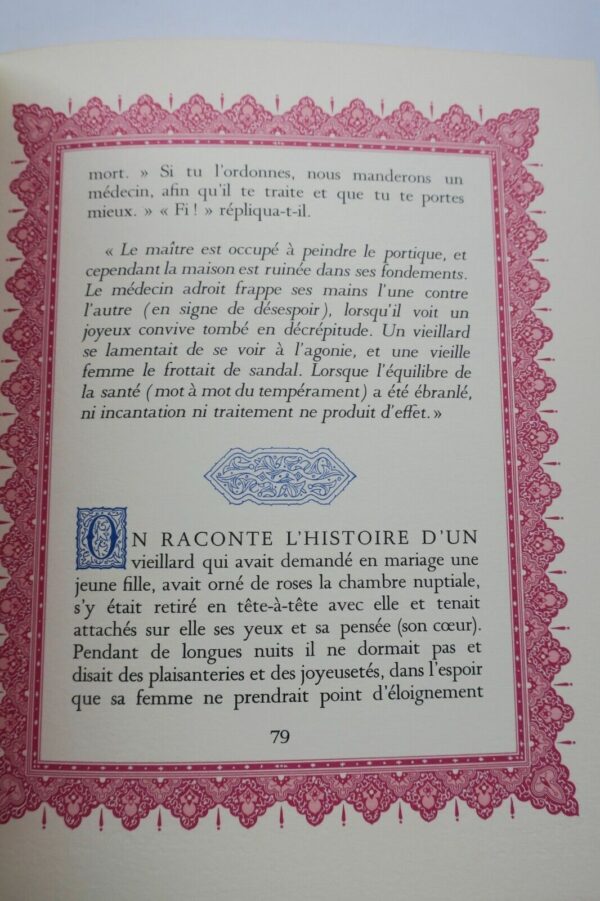 mort. » Si tu l'ordonnes, nous manderons un
médecin, afin qu'il te traite et que tu te portes
mieux. » « Fi ! » répliqua-t-il.
« Le maître est occupé à peindre le portique, et
cependant la maison est ruinée dans ses fondements.
Le médecin adroit frappe ses mains l'une contre
l'autre (en signe de désespoir), lorsqu'il voit un
joyeux convive tombé en décrépitude. Un vieillard
se lamentait de se voir à l'agonie, et une vieille
femme le frottait de sandal. Lorsque l'équilibre de
la santé (mot à mot du tempérament) a été ébranlé,
ni incantation ni traitement ne produit d'effet. »
ON RACONTE L'HISTOIRE D'UN
vieillard qui avait demandé en mariage une
jeune fille, avait orné de roses la chambre nuptiale,
s'y était retiré en tête-à-tête avec elle et tenait
attachés sur elle ses yeux et sa pensée (son cœur).
Pendant de longues nuits il ne dormait pas et
disait des plaisanteries et des joyeusetés, dans l'espoir
que sa femme ne prendrait point d'éloignement
79